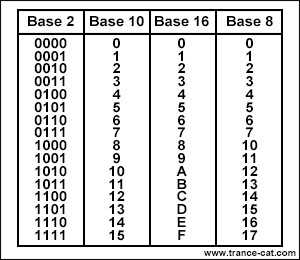 Base 2 Base 10 Base 16 Base 8
0000 0 0 0
0001 1 1 1
0010 2 2 2
0011 3 3 3
0100 4 4 4
0101 5 5 5
0110 6 6 6
0111 7 7 7
1000 8 8 10
1001 9 9 11
1010 10 A 12
1011 11 B 13
1100 12 C 14
1101 13 D 15
1110 14 E 16
1111 15 F 17
www.trance-cat.com